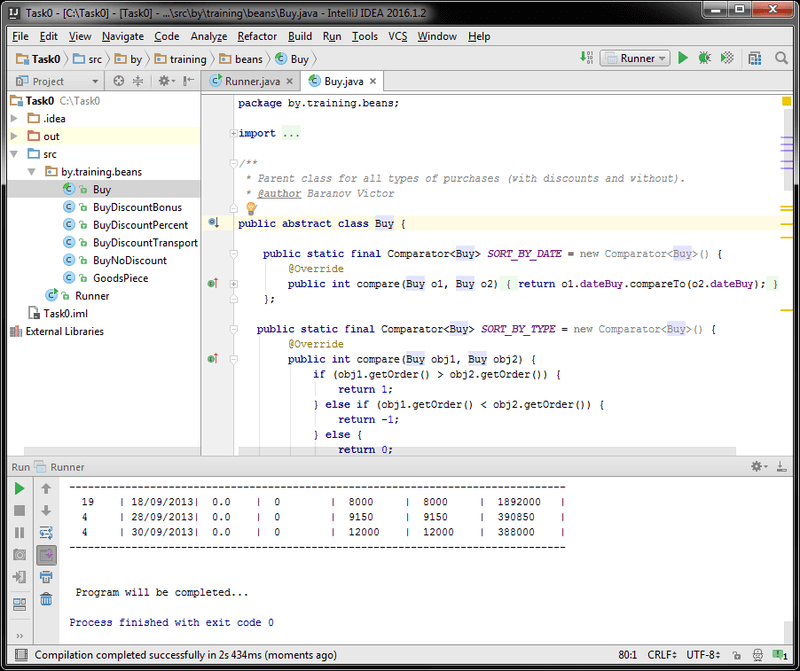 Task0 - [C:\Task0] - [Task0] - ...\src\by\training\beans\Buy.java - IntelliJ IDEA 2016.1.2
File Edit View Navigate Code Analyze Refactor Build Run Tools VCS Window Help
Task0 src by training beans Buy Runner
Project Runner.java Buy.java
Task0 C:\Task0
.idea
out
src
by.training.beans
Buy
BuyDiscountBonus
BuyDiscountPercent
BuyDiscountTransport
BuyNoDiscount
GoodsPiece
Runner
Task0.iml
External Libraries
package by.training.beans;
import ...
/**
* Parent class for all types of purchases (with discounts and without).
* @author Baranov Victor
*/
public abstract class Buy {
public static final Comparator<Buy> SORT_BY_DATE = new Comparator<Buy>() {
@Override
public int compare(Buy o1, Buy o2) { return o1.dateBuy.compareTo(o2.dateBuy); }
};
public static final Comparator<Buy> SORT_BY_TYPE = new Comparator<Buy>() {
@Override
public int compare(Buy obj1, Buy obj2) {
if (obj1.getOrder() > obj2.getOrder()) {
return 1;
} else if (obj1.getOrder() < obj2.getOrder()) {
return -1;
} else {
return 0;
Run Runner
--------------------------------------------------------------------
19 | 18/09/2013| 0.0 | 0 | 8000 | 8000 | 1892000 |
4 | 28/09/2013| 0.0 | 0 | 9150 | 9150 | 390850 |
4 | 30/09/2013| 0.0 | 0 | 12000 | 12000 | 388000 |
--------------------------------------------------------------------
Program will be completed...
Process finished with exit code 0
Compilation completed successfully in 2s 434ms (moments ago) 80:1 CRLF UTF-8 1